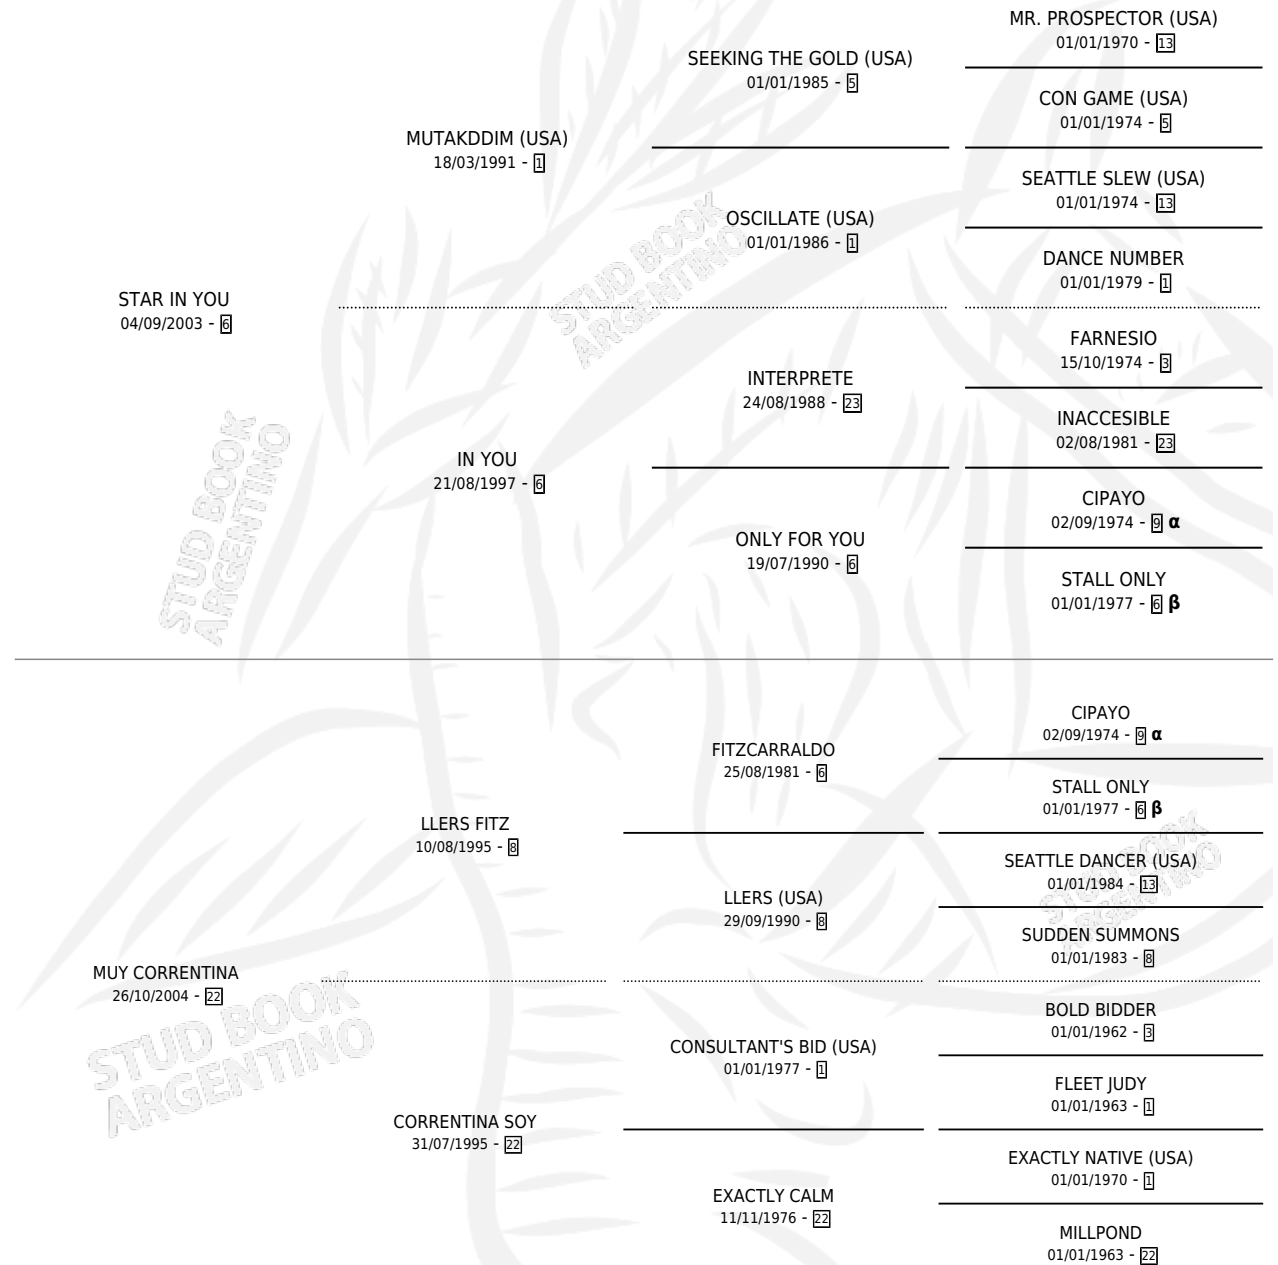 MR. PROSPECTOR (USA)
01/01/1970 - 13
SEEKING THE GOLD (USA)
01/01/1985 - 5
CON GAME (USA)
01/01/1974 - 5
MUTAKDDIM (USA)
18/03/1991 - 1
SEATTLE SLEW (USA)
01/01/1974 - 13
OSCILLATE (USA)
01/01/1986 - 1
DANCE NUMBER
01/01/1979 - 1
STUD BOOK
ARGENTINO
STAR IN YOU
04/09/2003 - 6
FARNESIO
15/10/1974 - 3
INTERPRETE
24/08/1988 - 23
INACCESIBLE
02/08/1981 - 23
IN YOU
21/08/1997 - 6
CIPAYO
02/09/1974 - 9 α
ONLY FOR YOU
19/07/1990 - 6
STALL ONLY
01/01/1977 - 6 β
STUD BOOK
ARGENTINO
CIPAYO
02/09/1974 - 9 α
FITZCARRALDO
25/08/1981 - 6
STALL ONLY
01/01/1977 - 6 β
LLERS FITZ
10/08/1995 - 8
SEATTLE DANCER (USA)
01/01/1984 - 13
STUD BOOK
ARGENTINO
LLERS (USA)
29/09/1990 - 8
SUDDEN SUMMONS
01/01/1983 - 8
MUY CORRENTINA
26/10/2004 - 22
STUD BOOK
ARGENTINO
BOLD BIDDER
01/01/1962 - 3
CONSULTANT'S BID (USA)
01/01/1977 - 1
FLEET JUDY
01/01/1963 - 1
CORRENTINA SOY
31/07/1995 - 22
EXACTLY NATIVE (USA)
01/01/1970 - 1
EXACTLY CALM
11/11/1976 - 22
MILLPOND
01/01/1963 - 22